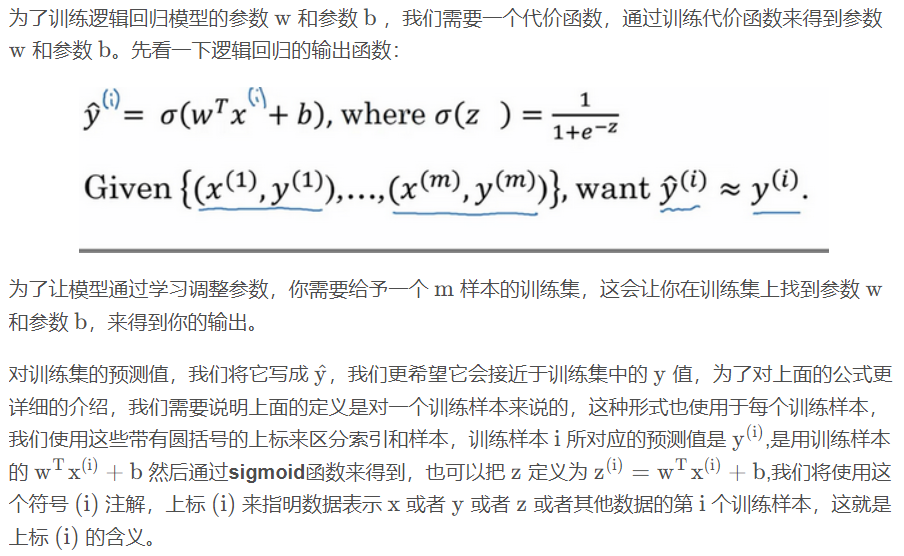 为了训练逻辑回归模型的参数 w 和参数 b ，我们需要一个代价函数，通过训练代价函数来得到参数
w 和参数 b。先看一下逻辑回归的输出函数：
ŷ⁽ⁱ⁾ = σ(wᵀx⁽ⁱ⁾ + b), where σ(z ) = 1/(1+e⁻ᶻ)
Given {(x⁽¹⁾,y⁽¹⁾),...,(x⁽ᵐ⁾,y⁽ᵐ⁾)}, want ŷ⁽ⁱ⁾ ≈ y⁽ⁱ⁾.
为了让模型通过学习调整参数，你需要给予一个 m 样本的训练集，这会让你在训练集上找到参数 w
和参数 b，来得到你的输出。
对训练集的预测值，我们将它写成 ŷ，我们更希望它会接近于训练集中的 y 值，为了对上面的公式更
详细的介绍，我们需要说明上面的定义是对一个训练样本来说的，这种形式也使用于每个训练样本，
我们使用这些带有圆括号的上标来区分索引和样本，训练样本 i 所对应的预测值是 y⁽ⁱ⁾,是用训练样本
的 wᵀx⁽ⁱ⁾ + b 然后通过sigmoid函数来得到，也可以把 z 定义为 z⁽ⁱ⁾ = wᵀx⁽ⁱ⁾ + b,我们将使用这
个符号 (i) 注解，上标 (i) 来指明数据表示 x 或者 y 或者 z 或者其他数据的第 i 个训练样本，这就是
上标 (i) 的含义。